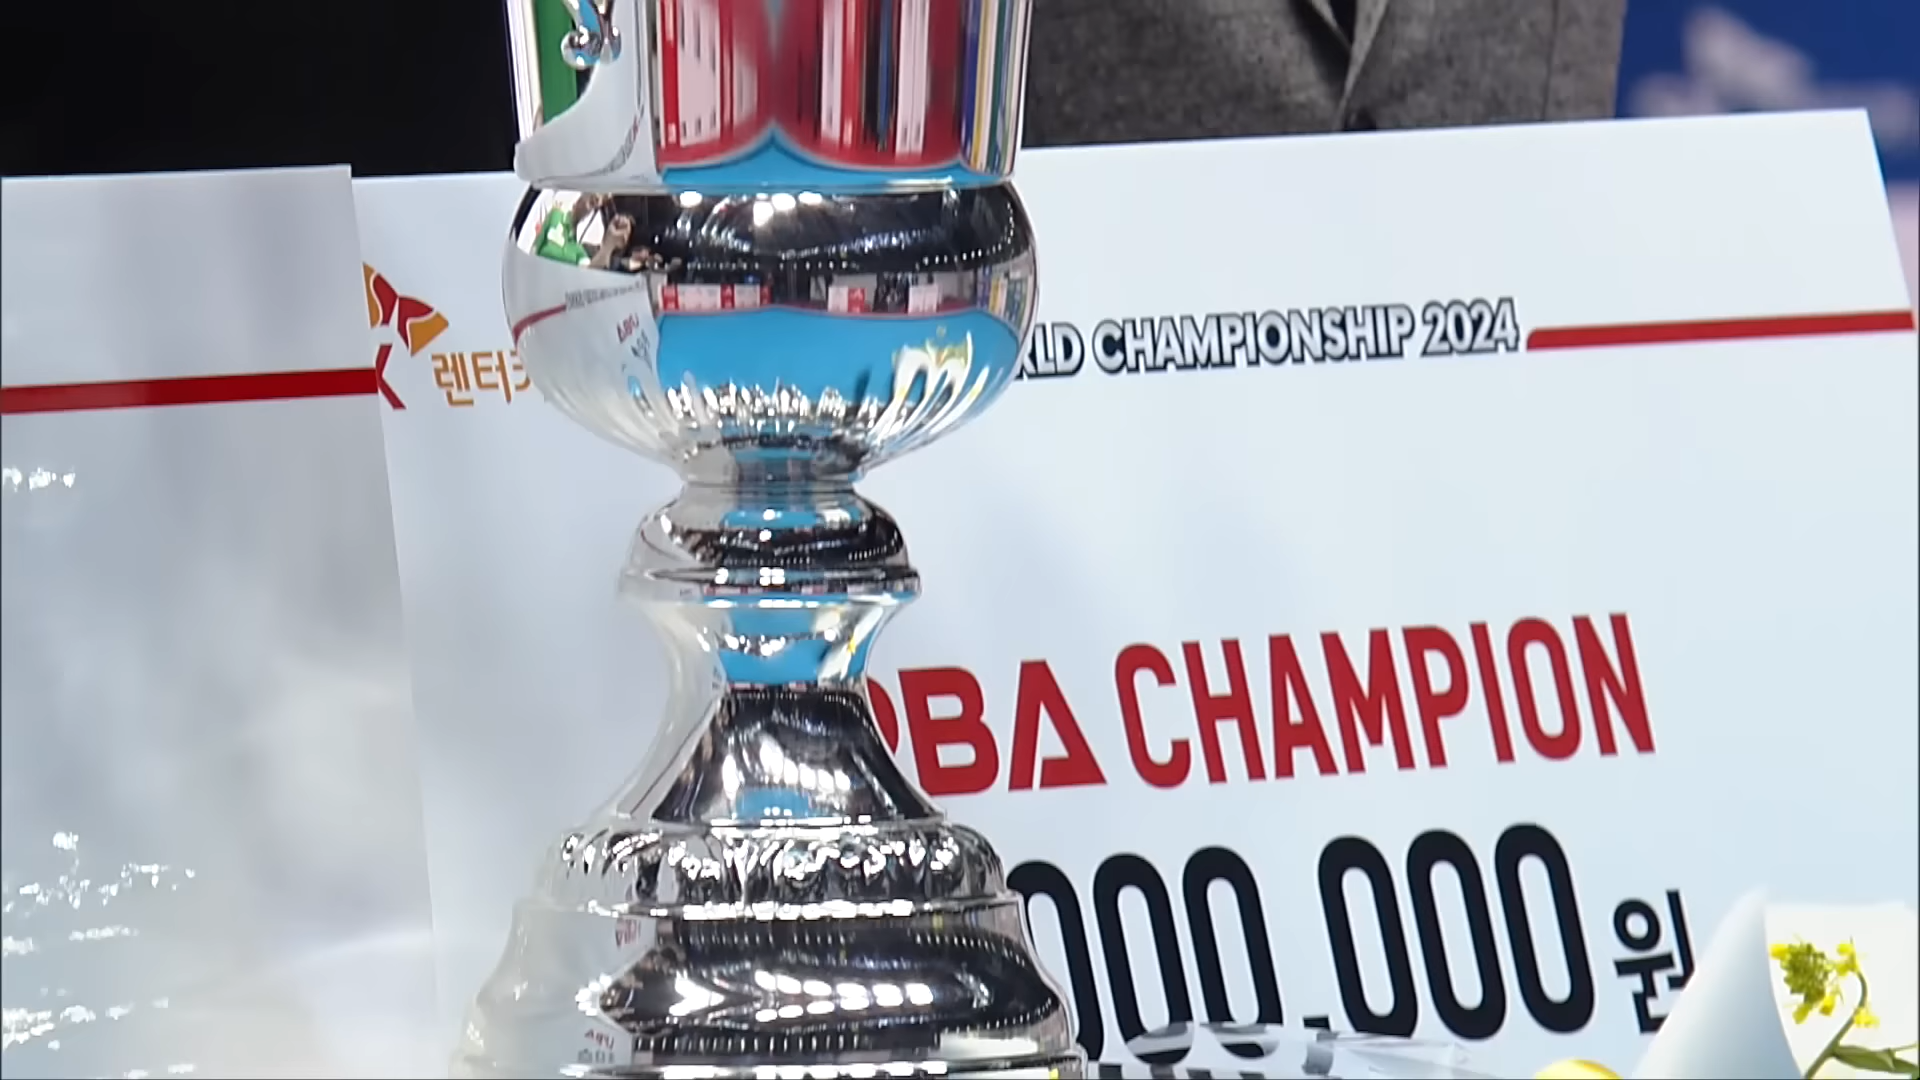 렌터카
RLD CHAMPIONSHIP 2024
PBA CHAMPION
000,000원